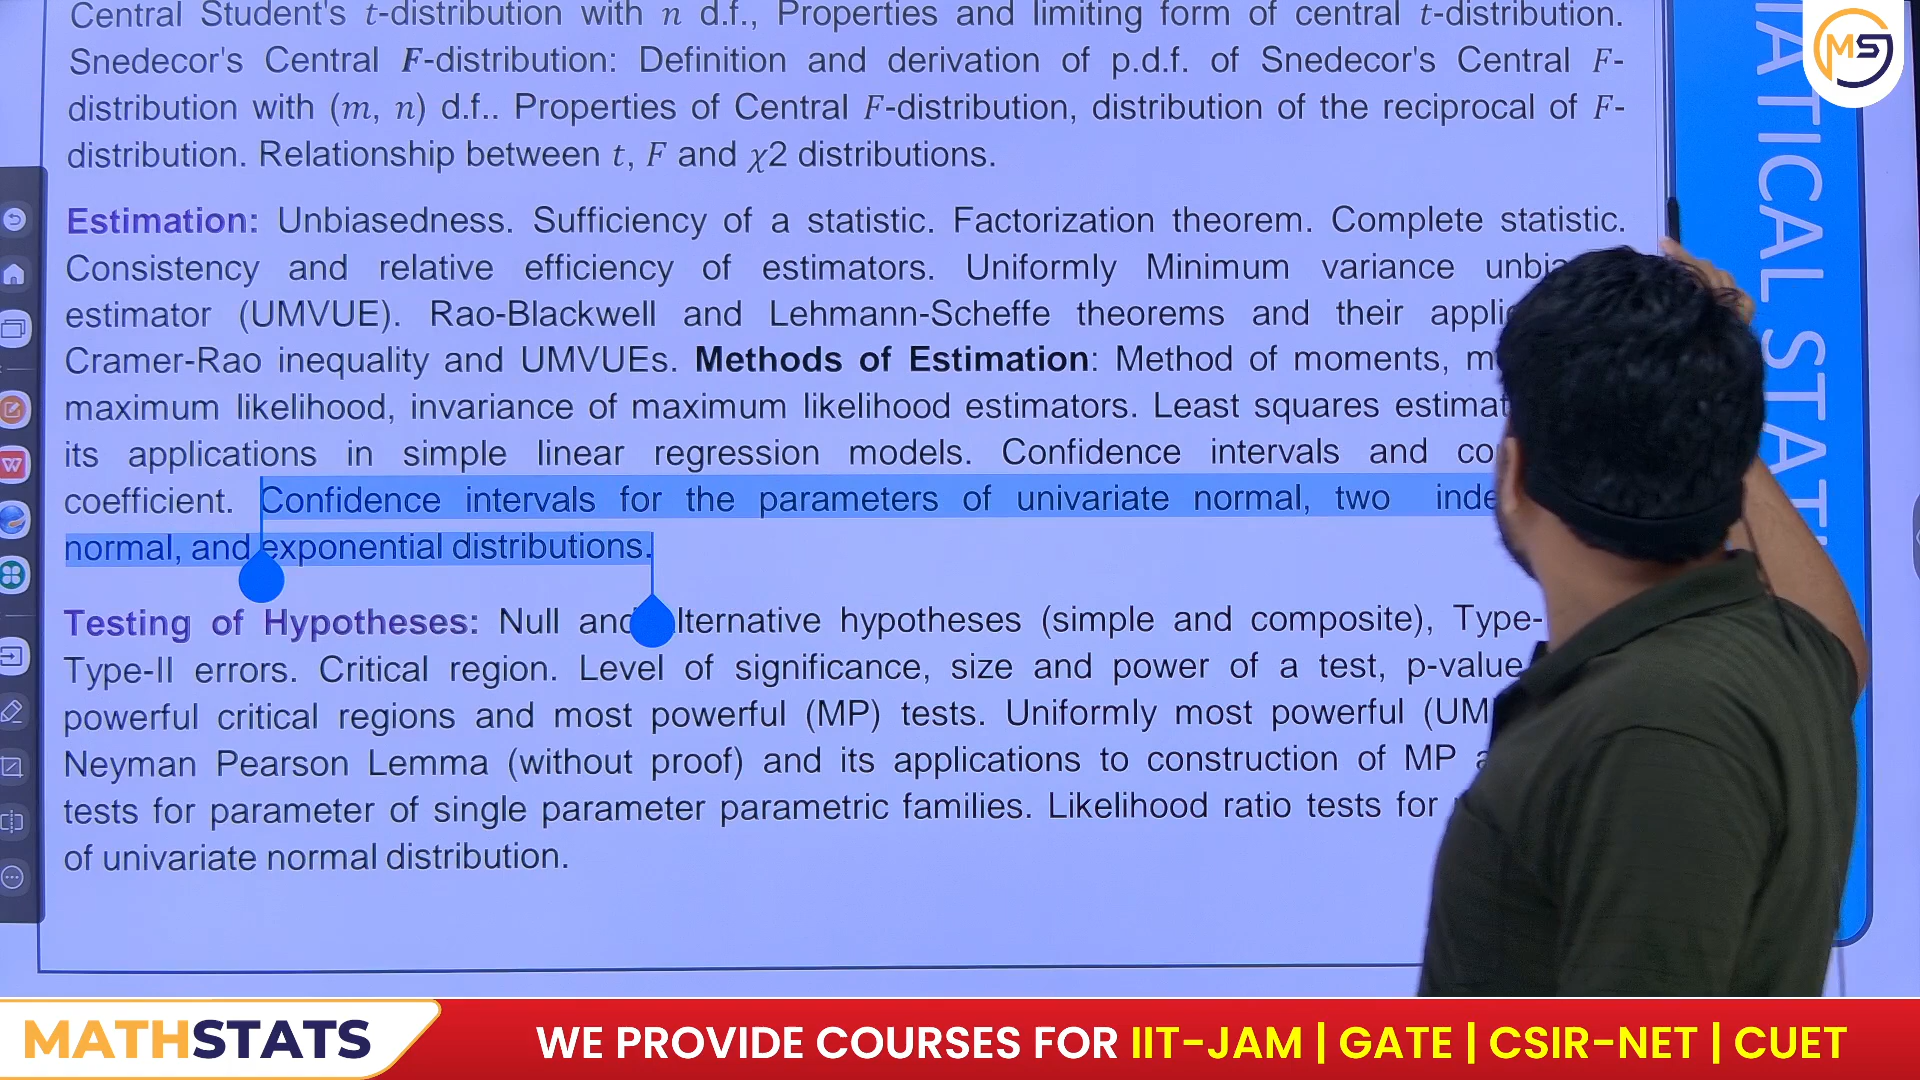 Central Student's t-distribution with n d.f., Properties and limiting form of central t-distribution.
Snedecor's Central F-distribution: Definition and derivation of p.d.f. of Snedecor's Central F-
distribution with (m, n) d.f.. Properties of Central F-distribution, distribution of the reciprocal of F-
distribution. Relationship between t, F and χ2 distributions.
Estimation: Unbiasedness. Sufficiency of a statistic. Factorization theorem. Complete statistic.
Consistency and relative efficiency of estimators. Uniformly Minimum variance
estimator (UMVUE). Rao-Blackwell and Lehmann-Scheffe theorems and their
Cramer-Rao inequality and UMVUEs. Methods of Estimation: Method of moments,
maximum likelihood, invariance of maximum likelihood estimators. Least squares
its applications in simple linear regression models. Confidence intervals and
coefficient. Confidence intervals for the parameters of univariate normal, two
normal, and exponential distributions.
Testing of Hypotheses: Null and hypotheses (simple and composite), Type-
Type-II errors. Critical region. Level of significance, size and power of a test, p-value
powerful critical regions and most powerful (MP) tests. Uniformly most powerful
Neyman Pearson Lemma (without proof) and its applications to construction of MP
tests for parameter of single parameter parametric families. Likelihood ratio tests for
of univariate normal distribution.
MS
MATHSTATS
WE PROVIDE COURSES FOR IIT-JAM | GATE | CSIR-NET | CUET